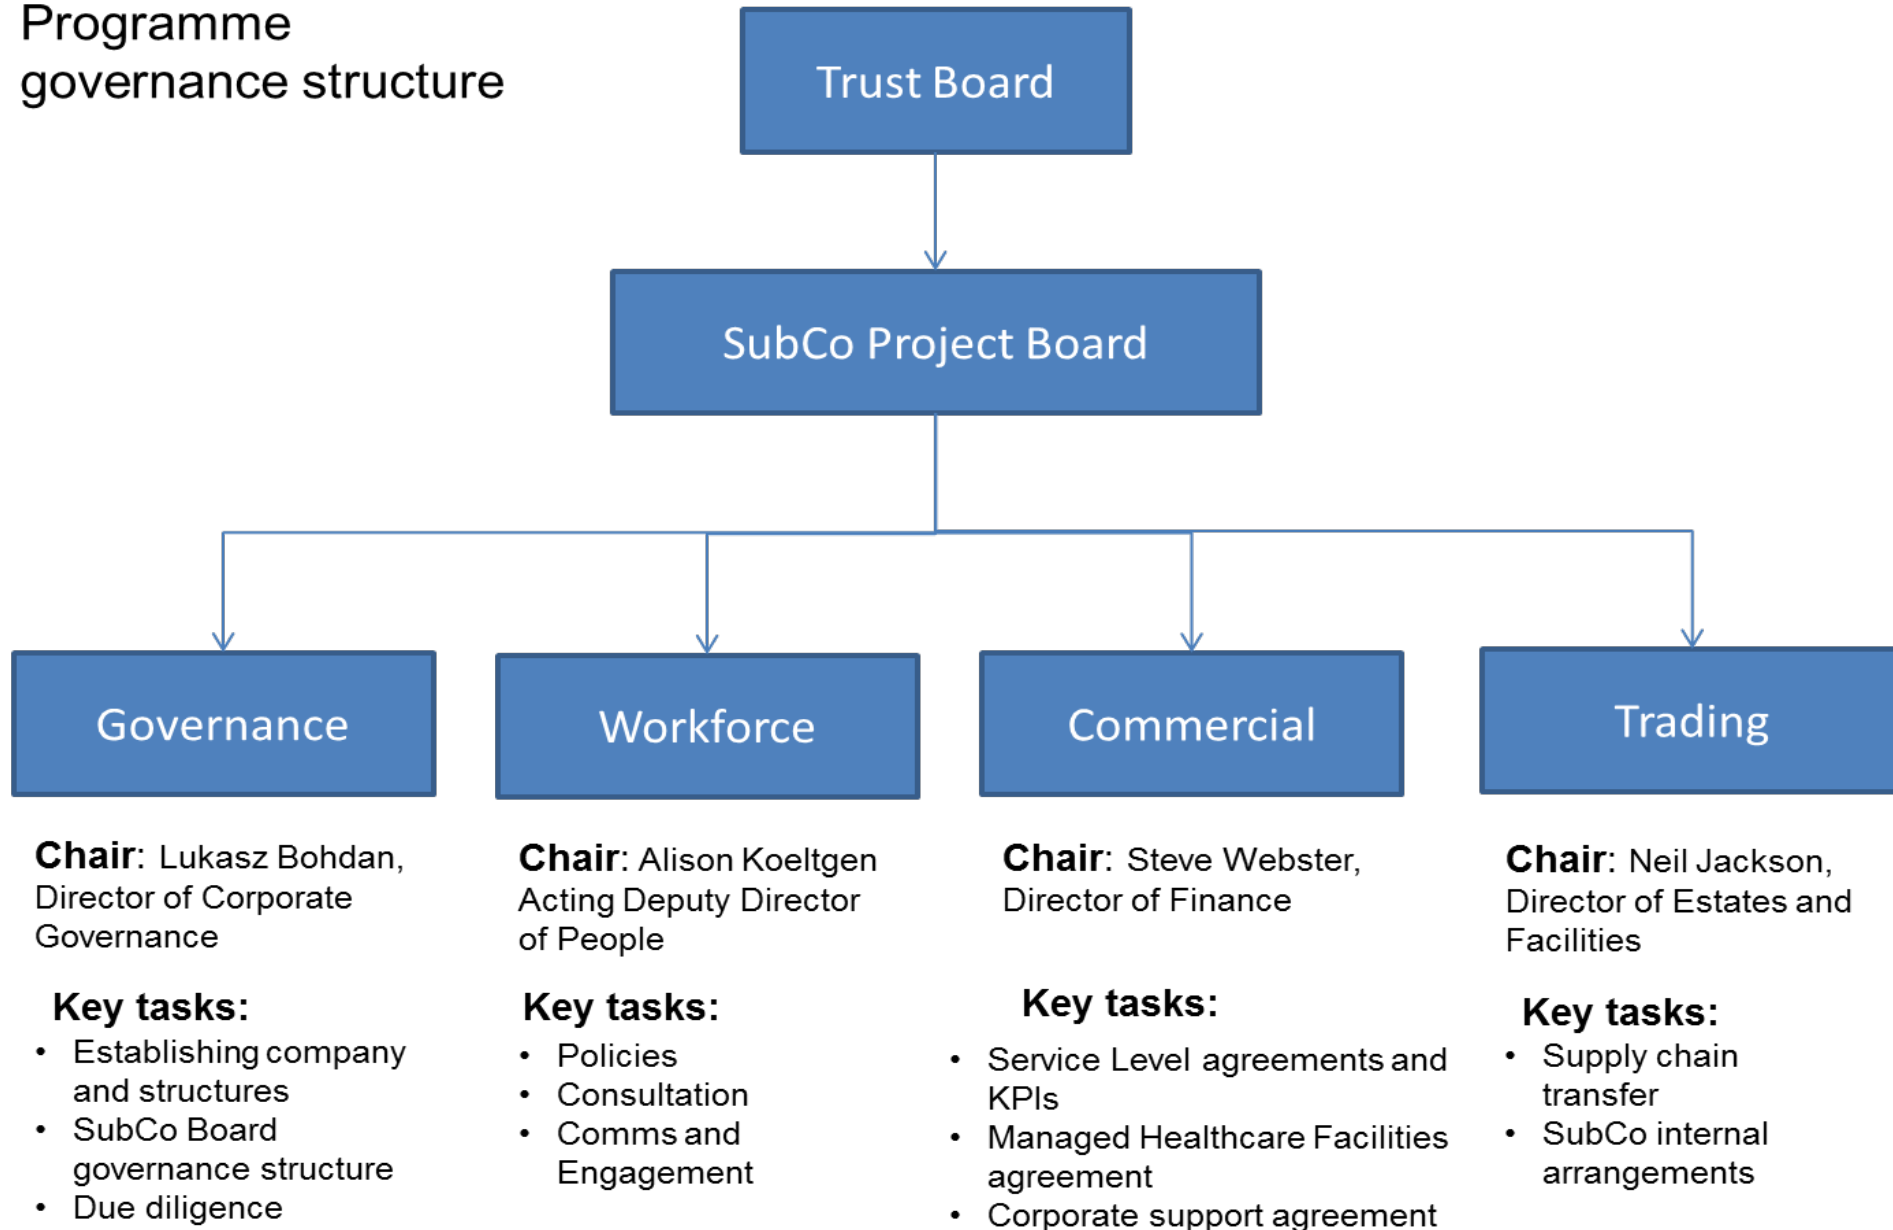 Programme
governance structure
Trust Board
SubCo Project Board
Governance
Workforce
Commercial
Trading
Chair: Lukasz Bohdan,
Director of Corporate
Governance
Key tasks:
• Establishing company
and structures
• SubCo Board
governance structure
• Due diligence
Chair: Alison Koeltgen
Acting Deputy Director
of People
Key tasks:
• Policies
• Consultation
• Comms and
Engagement
Chair: Steve Webster,
Director of Finance
Key tasks:
• Service Level agreements and
KPIs
• Managed Healthcare Facilities
agreement
• Corporate support agreement
Chair: Neil Jackson,
Director of Estates and
Facilities
Key tasks:
• Supply chain
transfer
• SubCo internal
arrangements